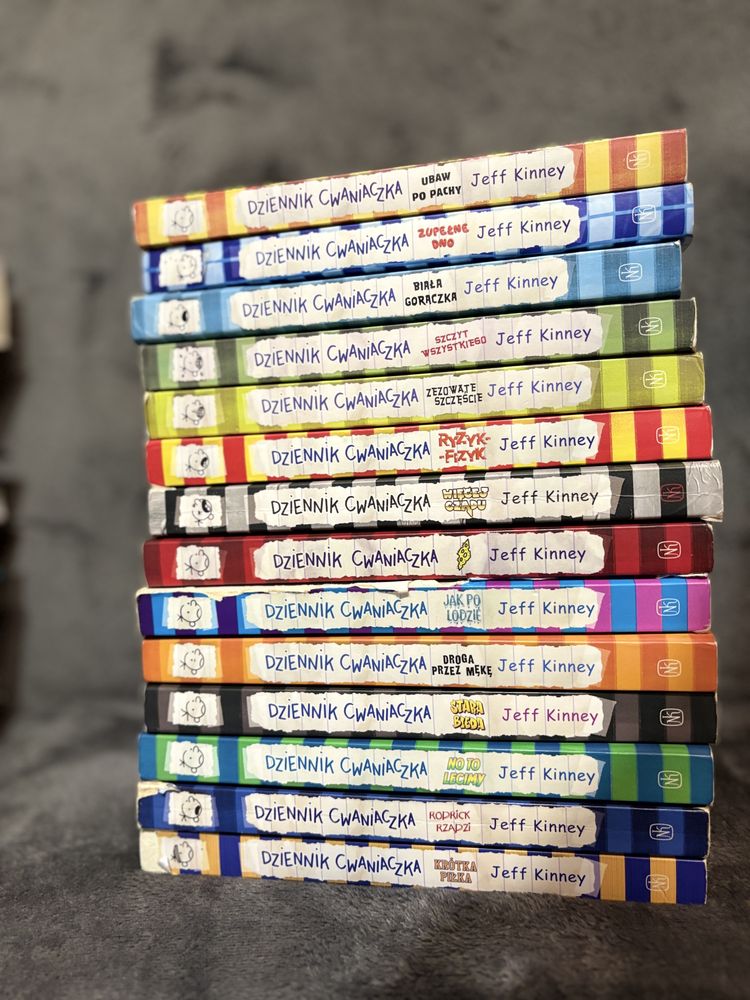 DZIENNIK CWANIACZKA UBAW PO PACHY Jeff Kinney
DZIENNIK CWANIACZKA ZUPEŁNE DNO Jeff Kinney
DZIENNIK CWANIACZKA BIAŁA GORĄCZKA Jeff Kinney
DZIENNIK CWANIACZKA SZCZYT WSZYSTKIEGO Jeff Kinney
DZIENNIK CWANIACZKA ZEZOWATE SZCZĘŚCIE Jeff Kinney
DZIENNIK CWANIACZKA RYZYK--FIZYK Jeff Kinney
DZIENNIK CWANIACZKA WIĘCEJ CZADU Jeff Kinney
DZIENNIK CWANIACZKA Jeff Kinney
DZIENNIK CWANIACZKA JAK PO LODZIE Jeff Kinney
DZIENNIK CWANIACZKA DROGA PRZEZ MĘKĘ Jeff Kinney
DZIENNIK CWANIACZKA STARA BIEDA Jeff Kinney
DZIENNIK CWANIACZKA NO TO LECIMY Jeff Kinney
DZIENNIK CWANIACZKA RODRICK RZĄDZI Jeff Kinney
DZIENNIK CWANIACZKA KRÓTKA PIŁKA Jeff Kinney